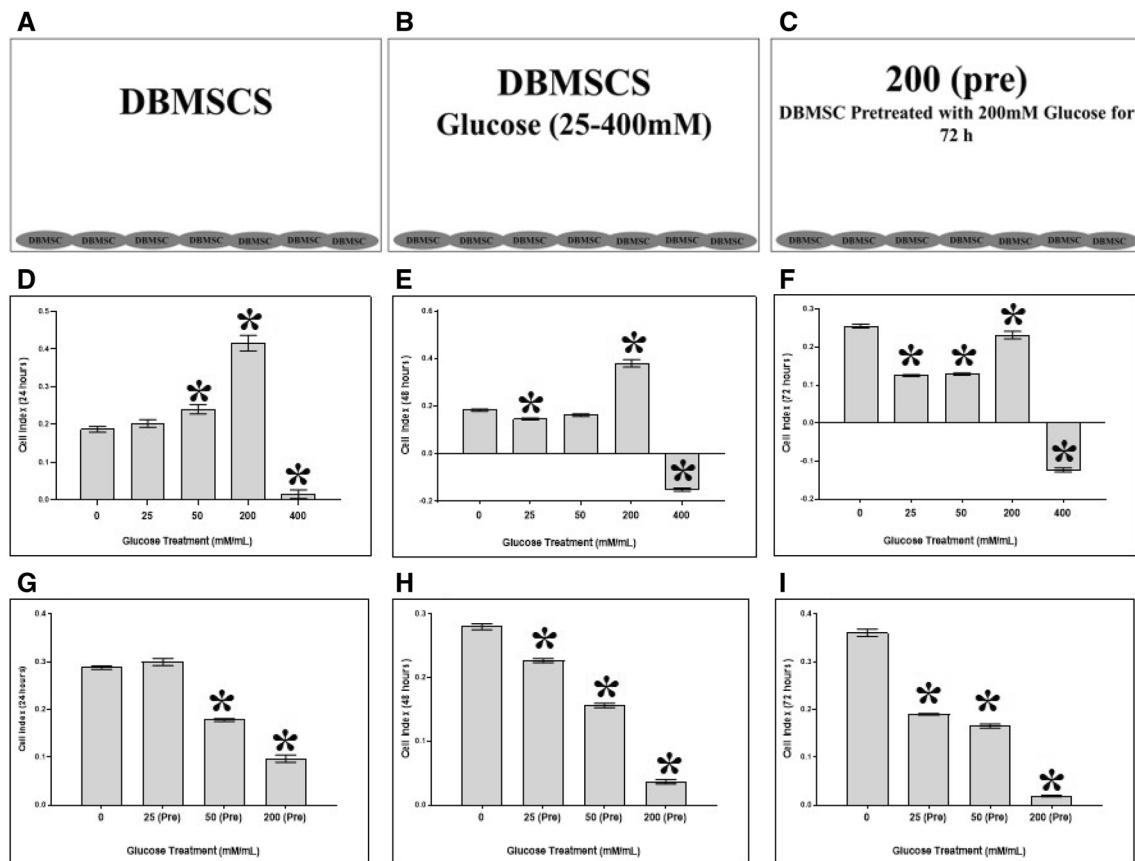 A
B
C
DBMSCS
DBMSCS
Glucose (25-400mM)
200 (pre)
DBMSC Pretreated with 200mM Glucose for
72 h
DBMSC DBMSC DBMSC DBMSC DBMSC DBMSC DBMSC
DBMSC DBMSC DBMSC DBMSC DBMSC DBMSC DBMSC
DBMSC DBMSC DBMSC DBMSC DBMSC DBMSC DBMSC
D
Cell Index (24 hours)
0.5
0.4
0.3
0.2
0.1
0.0
* * *
0 25 50 200 400
Glucose Treatment (mM/mL)
E
Cell Index (48 hours)
0.6
0.4
0.2
0.0
-0.2
* * *
0 25 50 200 400
Glucose Treatment (mM/mL)
F
Cell Index (72 hours)
0.3
0.2
0.1
0.0
-0.1
-0.2
* * * *
0 25 50 200 400
Glucose Treatment (mM/mL)
G
Cell Index (24 hours)
0.4
0.3
0.2
0.1
0.0
* *
0 25 (Pre) 50 (Pre) 200 (Pre)
Glucose Treatment (mM/mL)
H
Cell Index (48 hours)
0.3
0.2
0.1
0.0
* * *
0 25 (Pre) 50 (Pre) 200 (Pre)
Glucose Treatment (mM/mL)
I
Cell Index (72 hours)
0.4
0.3
0.2
0.1
0.0
* * *
0 25 (Pre) 50 (Pre) 200 (Pre)
Glucose Treatment (mM/mL)